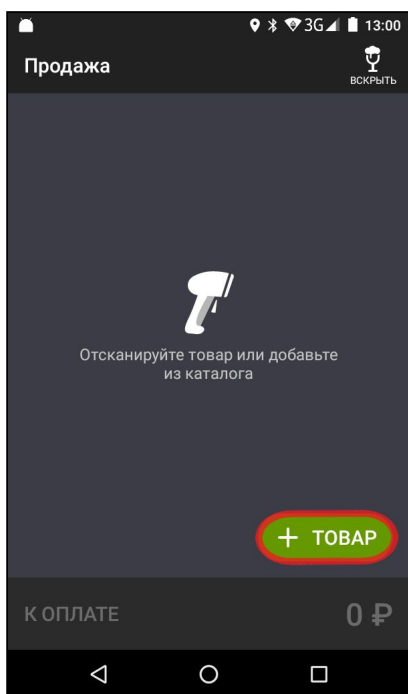 3G 13:00
Продажа
ВСКРЫТЬ
Отсканируйте товар или добавьте
из каталога
+ ТОВАР
К ОПЛАТЕ 0 ₽